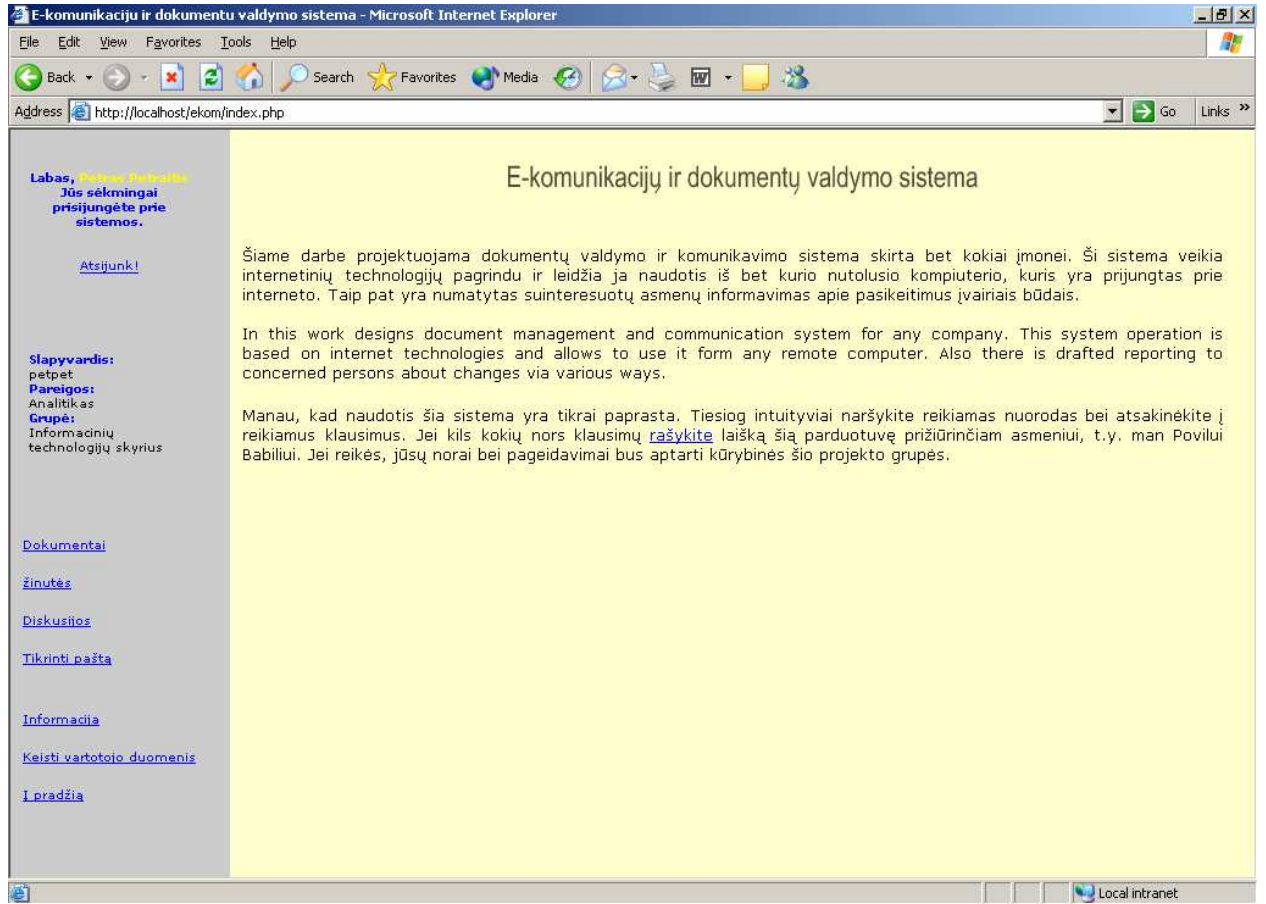 E-komunikacijų ir dokumentu valdymo sistema - Microsoft Internet Explorer
File Edit View Favorites Tools Help
Back Search Favorites Media
Address http://localhost/ekom/index.php Go Links »
Labas, Petras Petraitis
Jūs sėkmingai
prisijungėte prie
sistemos.
Atsijunk!
Slapyvardis:
petpet
Pareigos:
Analitikas
Grupė:
Informacinių
technologijų skyrius
Dokumentai
žinutės
Diskusijos
Tikrinti paštą
Informacija
Keisti vartotojo duomenis
Į pradžią
E-komunikacijų ir dokumentų valdymo sistema
Šiame darbe projektuojama dokumentų valdymo ir komunikavimo sistema skirta bet kokiai įmonei. Ši sistema veikia
internetinių technologijų pagrindu ir leidžia ja naudotis iš bet kurio nutolusio kompiuterio, kuris yra prijungtas prie
interneto. Taip pat yra numatytas suinteresuotų asmenų informavimas apie pasikeitimus įvairiais būdais.
In this work designs document management and communication system for any company. This system operation is
based on internet technologies and allows to use it form any remote computer. Also there is drafted reporting to
concerned persons about changes via various ways.
Manau, kad naudotis šia sistema yra tikrai paprasta. Tiesiog intuityviai naršykite reikiamas nuorodas bei atsakinėkite į
reikiamus klausimus. Jei kils kokių nors klausimų rašykite laišką šią parduotuvę prižiūrinčiam asmeniui, t.y. man Povilui
Babiliui. Jei reikės, jūsų norai bei pageidavimai bus aptarti kūrybinės šio projekto grupės.
Local intranet